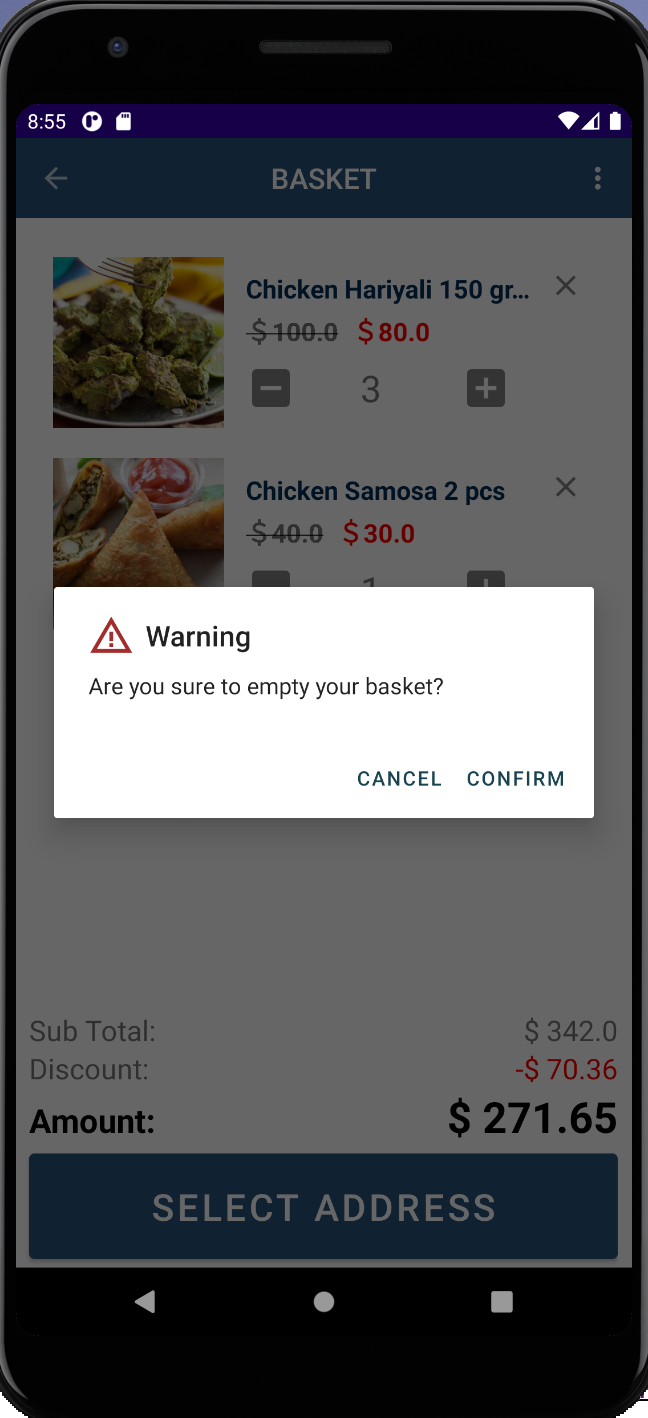 8:55
BASKET
Chicken Hariyali 150 gr...
$100.0 $80.0
3
Chicken Samosa 2 pcs
$40.0 $30.0
1
Warning
Are you sure to empty your basket?
CANCEL CONFIRM
Sub Total: $ 342.0
Discount: -$ 70.36
Amount: $ 271.65
SELECT ADDRESS